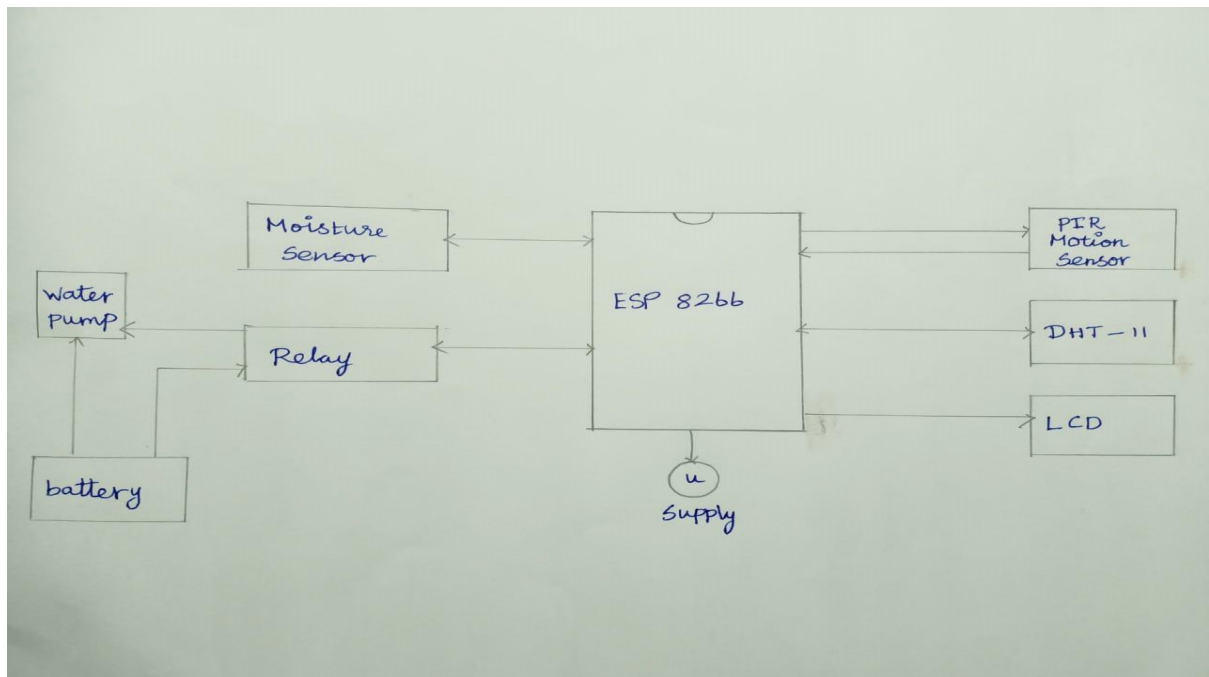 Moisture
Sensor
PIR
Motion
Sensor
ESP 8266
water
pump
Relay
DHT-11
LCD
battery
u
Supply